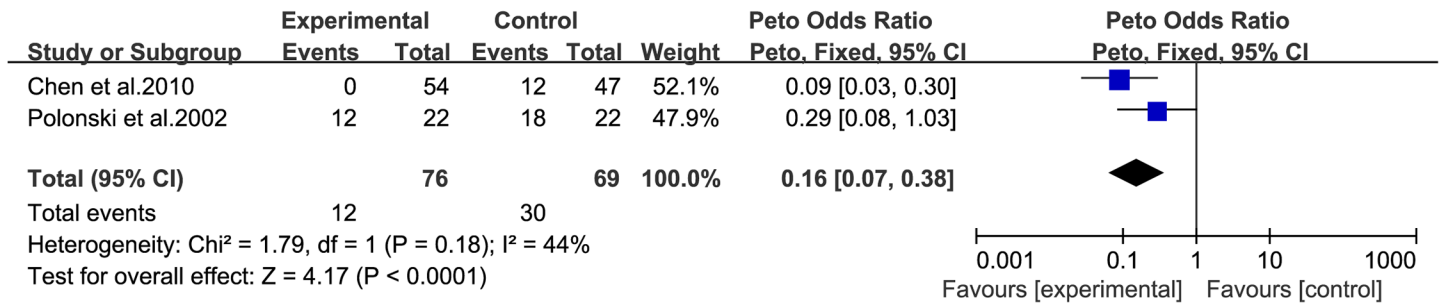 Experimental Control Peto Odds Ratio Peto Odds Ratio
Study or Subgroup Events Total Events Total Weight Peto, Fixed, 95% CI Peto, Fixed, 95% CI
Chen et al.2010 0 54 12 47 52.1% 0.09 [0.03, 0.30]
Polonski et al.2002 12 22 18 22 47.9% 0.29 [0.08, 1.03]
Total (95% CI) 76 69 100.0% 0.16 [0.07, 0.38]
Total events 12 30
Heterogeneity: Chi² = 1.79, df = 1 (P = 0.18); I² = 44%
Test for overall effect: Z = 4.17 (P < 0.0001)
0.001 0.1 1 10 1000
Favours [experimental] Favours [control]